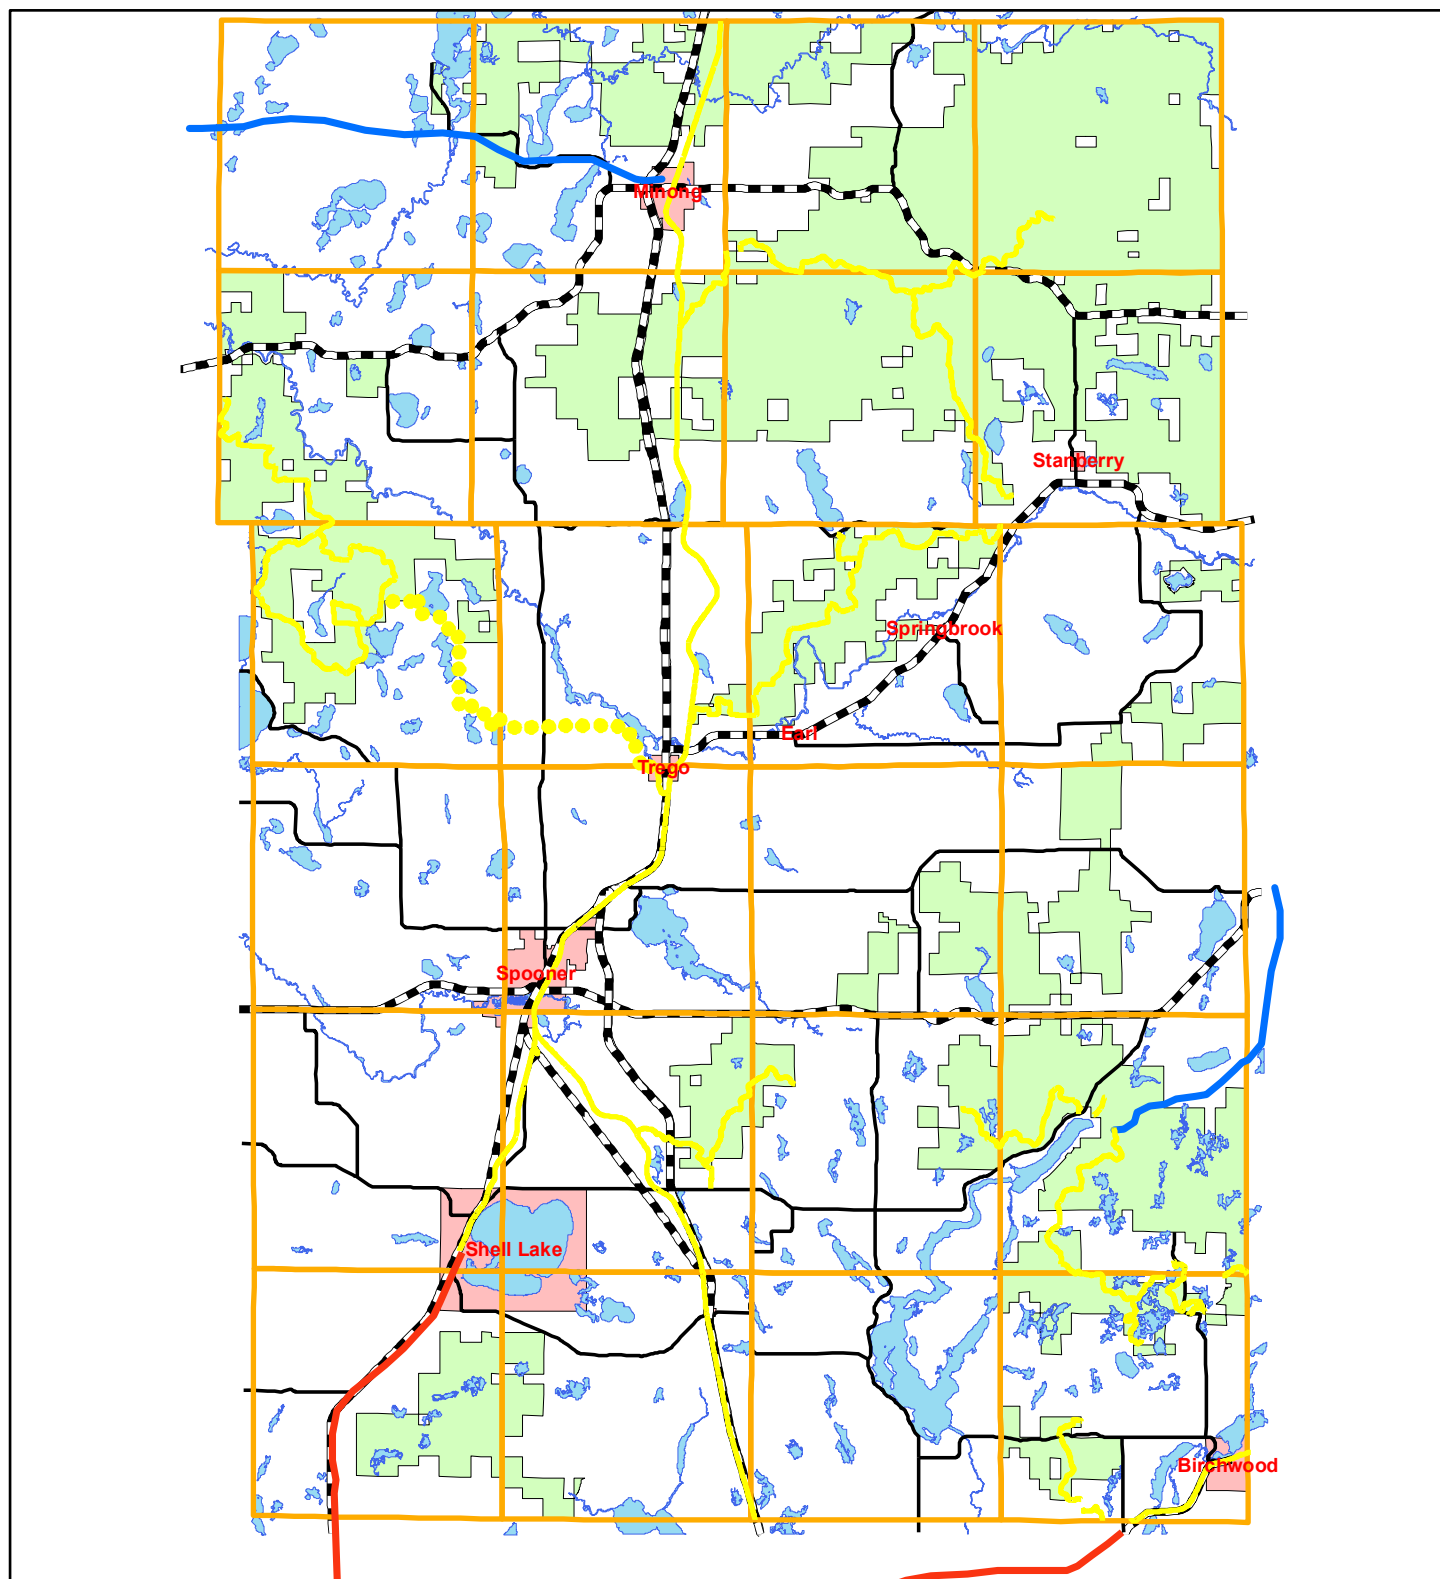 Minong
Stanberry
Springbrook
Earl
Trego
Spooner
Shell Lake
Birchwood